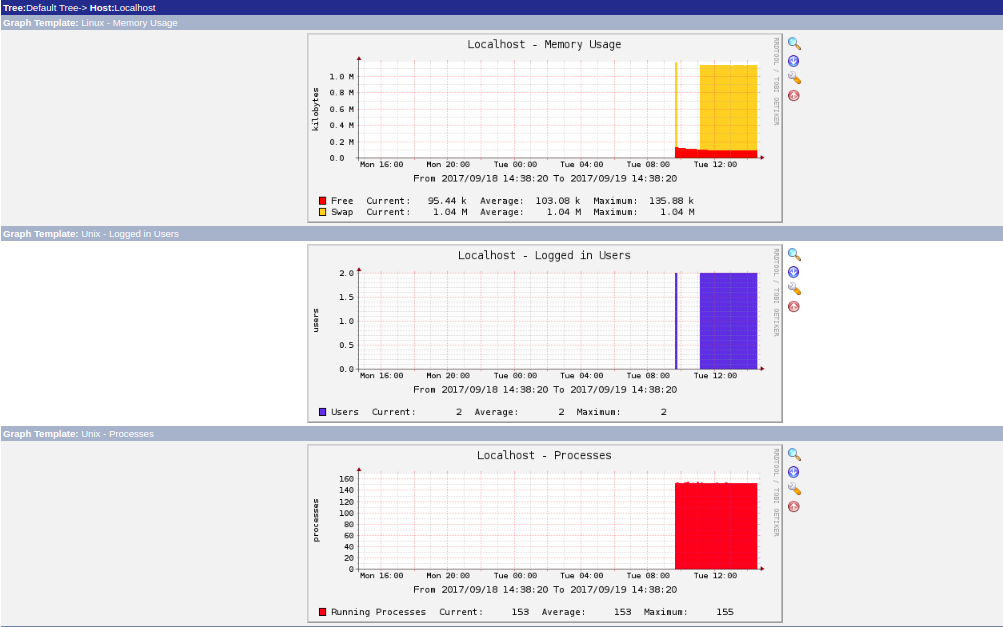 Tree:Default Tree-> Host:Localhost
Graph Template: Linux - Memory Usage
Localhost - Memory Usage
RRDTOOL / TOBI OETIKER
kilobytes
1.0 M
0.8 M
0.6 M
0.4 M
0.2 M
0.0
Mon 16:00 Mon 20:00 Tue 00:00 Tue 04:00 Tue 08:00 Tue 12:00
From 2017/09/18 14:38:20 To 2017/09/19 14:38:20
Free Current: 95.44 k Average: 103.08 k Maximum: 135.88 k
Swap Current: 1.04 M Average: 1.04 M Maximum: 1.04 M
Graph Template: Unix - Logged in Users
Localhost - Logged in Users
RRDTOOL / TOBI OETIKER
users
2.0
1.5
1.0
0.5
0.0
Mon 16:00 Mon 20:00 Tue 00:00 Tue 04:00 Tue 08:00 Tue 12:00
From 2017/09/18 14:38:20 To 2017/09/19 14:38:20
Users Current: 2 Average: 2 Maximum: 2
Graph Template: Unix - Processes
Localhost - Processes
RRDTOOL / TOBI OETIKER
processes
160
140
120
100
80
60
40
20
0
Mon 16:00 Mon 20:00 Tue 00:00 Tue 04:00 Tue 08:00 Tue 12:00
From 2017/09/18 14:38:20 To 2017/09/19 14:38:20
Running Processes Current: 153 Average: 153 Maximum: 155